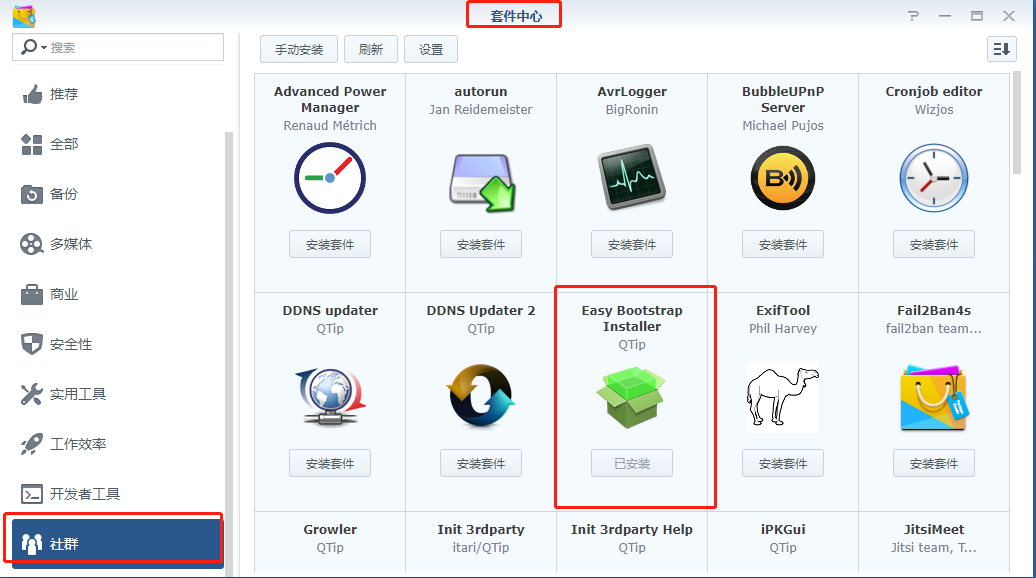 套件中心
搜索
手动安装
刷新
设置
推荐
全部
备份
多媒体
商业
安全性
实用工具
工作效率
开发者工具
社群
Advanced Power
Manager
Renaud Métrich
安装套件
autorun
Jan Reidemeister
安装套件
AvrLogger
BigRonin
安装套件
BubbleUPnP
Server
Michael Pujos
B
安装套件
Cronjob editor
Wizjos
安装套件
DDNS updater
QTip
安装套件
DDNS Updater 2
QTip
安装套件
Easy Bootstrap
Installer
QTip
已安装
ExifTool
Phil Harvey
安装套件
Fail2Ban4s
fail2ban team...
安装套件
Growler
QTip
Init 3rdparty
itari/QTip
Init 3rdparty Help
QTip
iPKGui
QTip
JitsiMeet
Jitsi team, T...